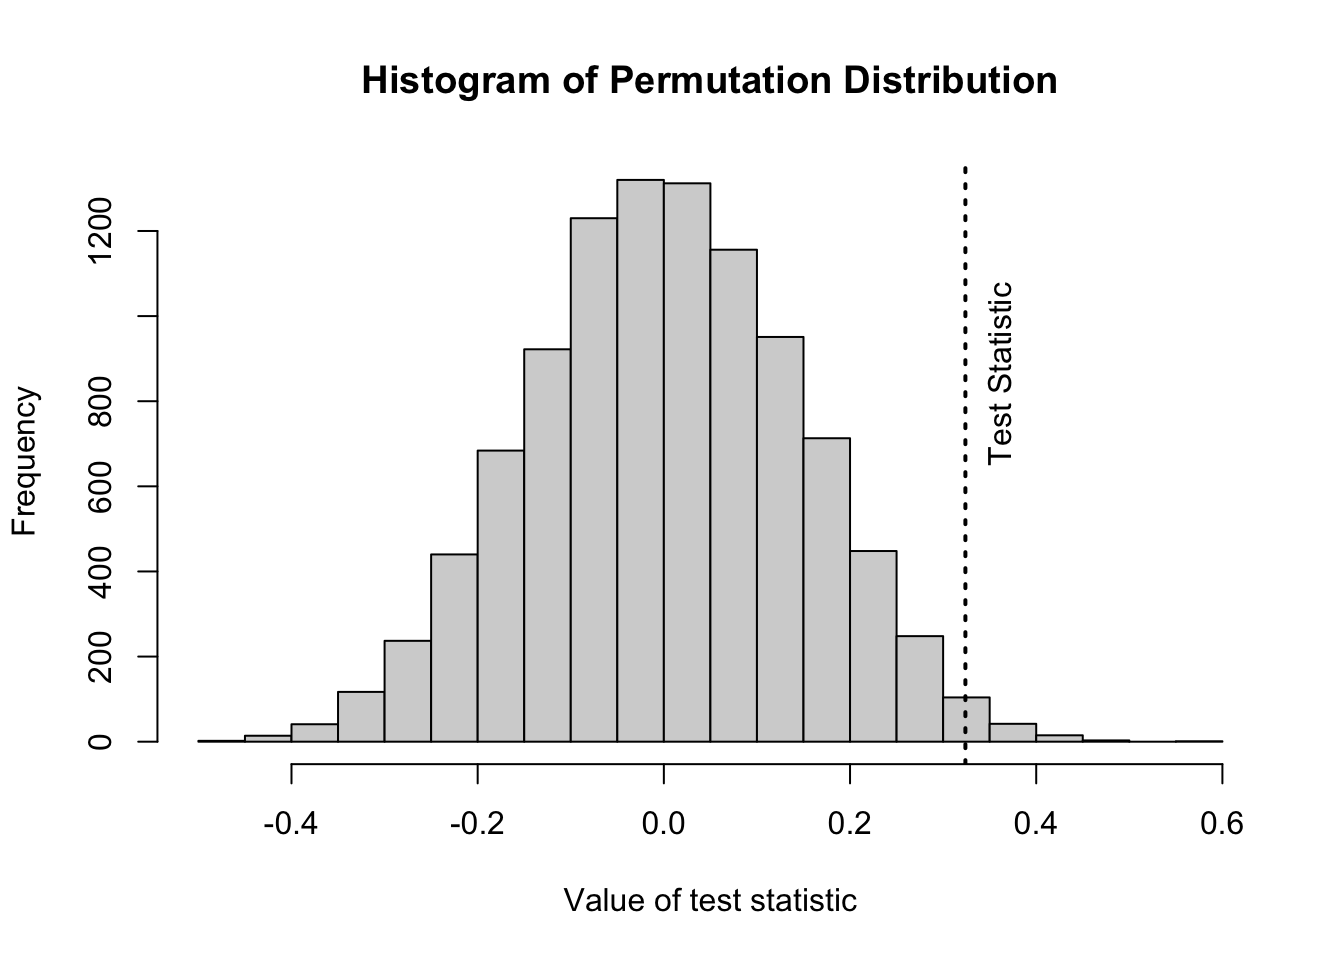 Histogram of Permutation Distribution
1200
800
600
400
200
0
Frequency
Test Statistic
-0.4 -0.2 0.0 0.2 0.4 0.6
Value of test statistic